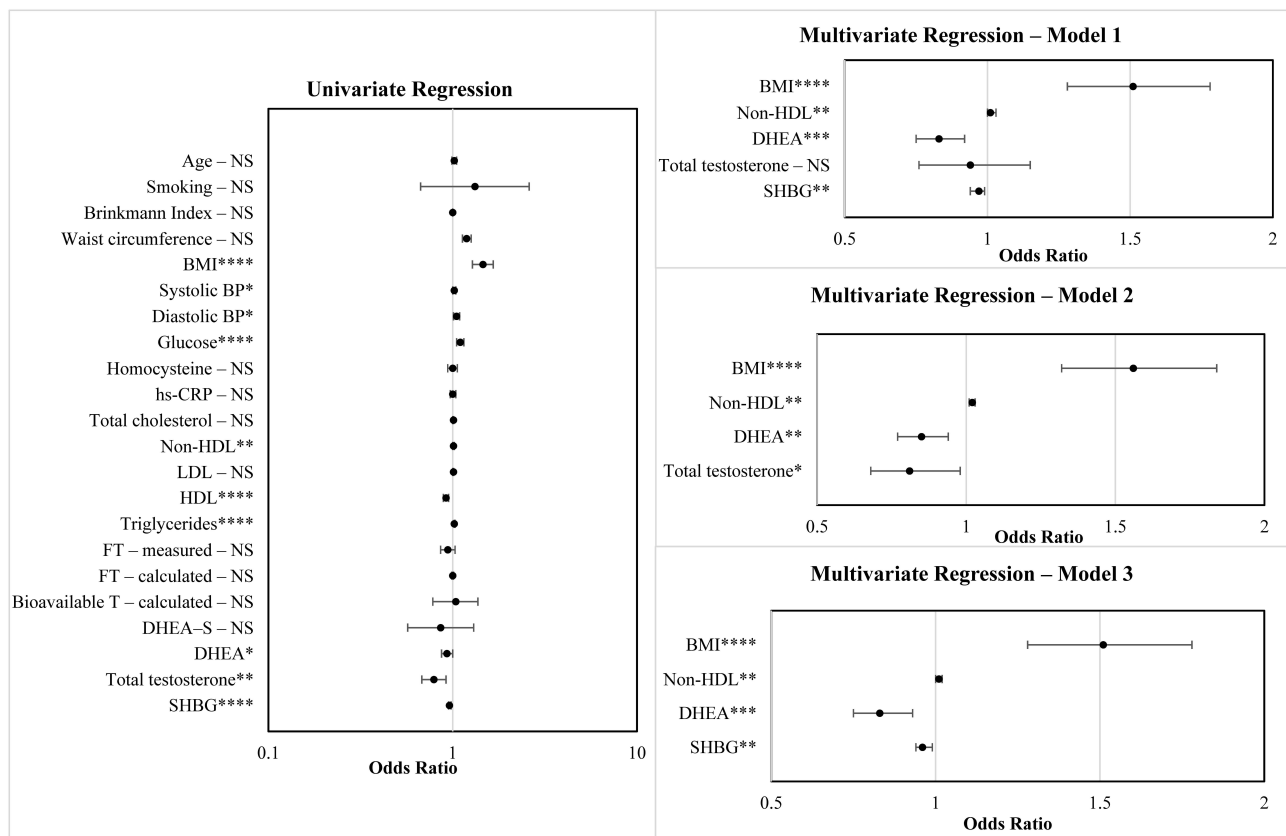 Univariate Regression
Age – NS
Smoking – NS
Brinkmann Index – NS
Waist circumference – NS
BMI****
Systolic BP*
Diastolic BP*
Glucose****
Homocysteine – NS
hs-CRP – NS
Total cholesterol – NS
Non-HDL**
LDL – NS
HDL****
Triglycerides****
FT – measured – NS
FT – calculated – NS
Bioavailable T – calculated – NS
DHEA–S – NS
DHEA*
Total testosterone**
SHBG****
0.1 1 10
Odds Ratio
Multivariate Regression – Model 1
BMI****
Non-HDL**
DHEA***
Total testosterone – NS
SHBG**
0.5 1 1.5 2
Odds Ratio
Multivariate Regression – Model 2
BMI****
Non-HDL**
DHEA**
Total testosterone*
0.5 1 1.5 2
Odds Ratio
Multivariate Regression – Model 3
BMI****
Non-HDL**
DHEA***
SHBG**
0.5 1 1.5 2
Odds Ratio